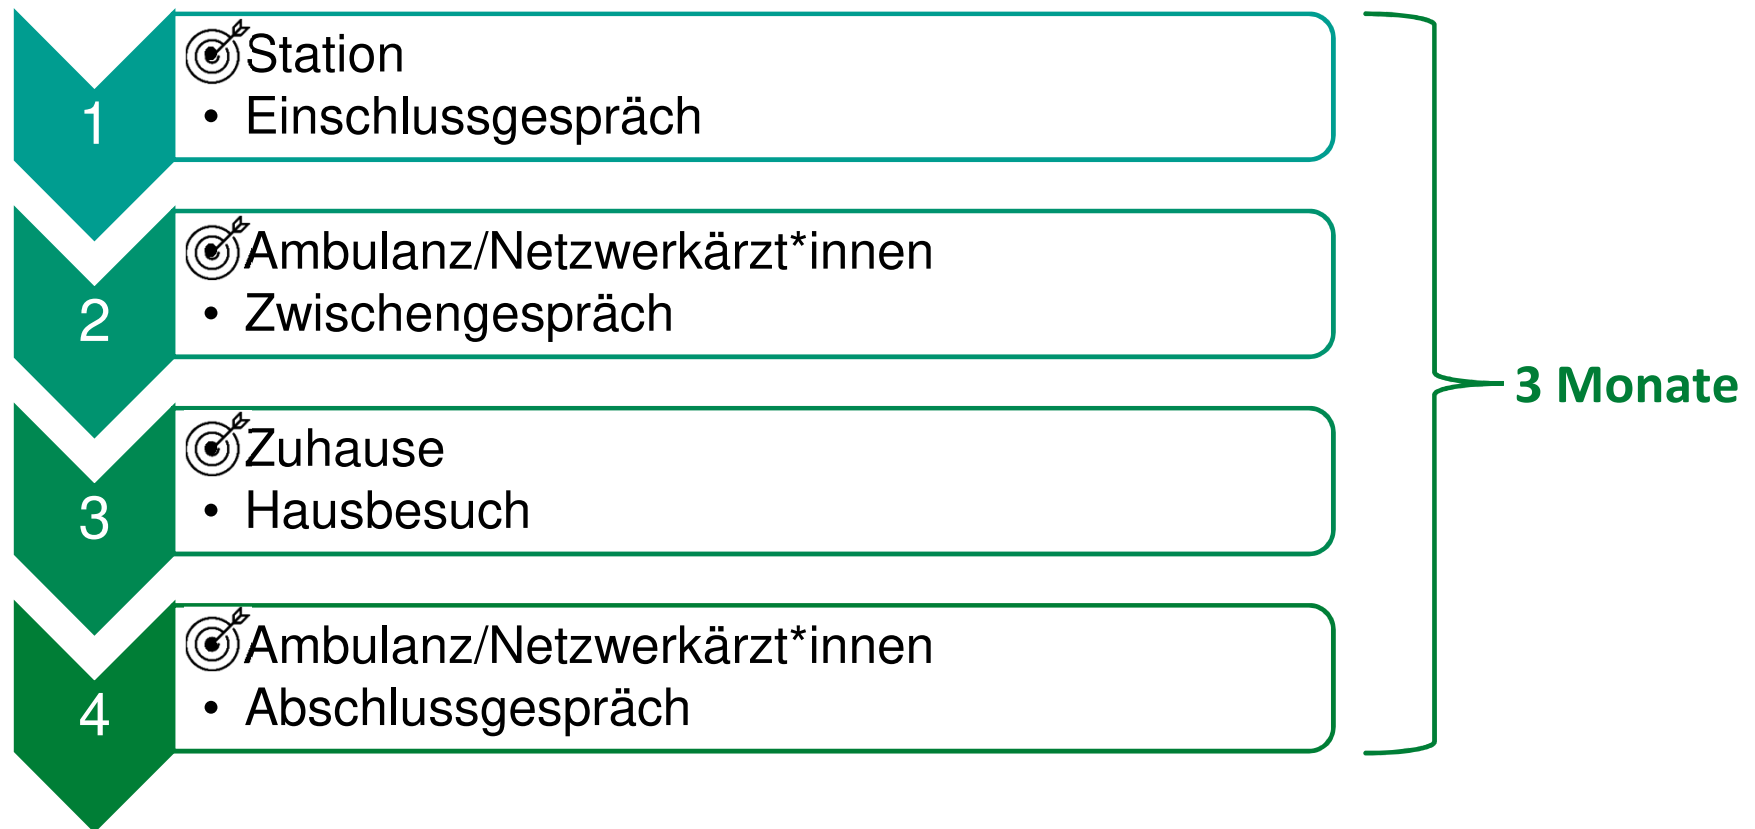 1
Station
• Einschlussgespräch
2
Ambulanz/Netzwerkärzt*innen
• Zwischengespräch
3
Zuhause
• Hausbesuch
4
Ambulanz/Netzwerkärzt*innen
• Abschlussgespräch
3 Monate